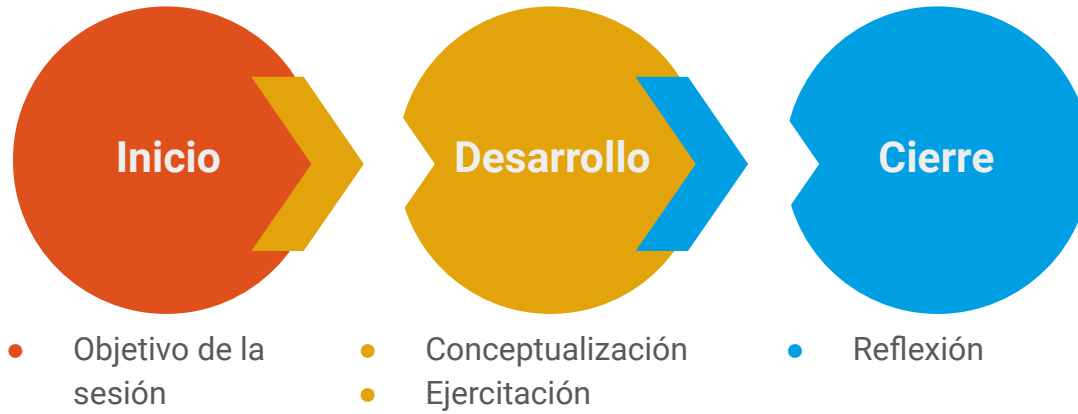 Inicio
Desarrollo
Cierre
● Objetivo de la
sesión
● Conceptualización
● Ejercitación
● Reflexión